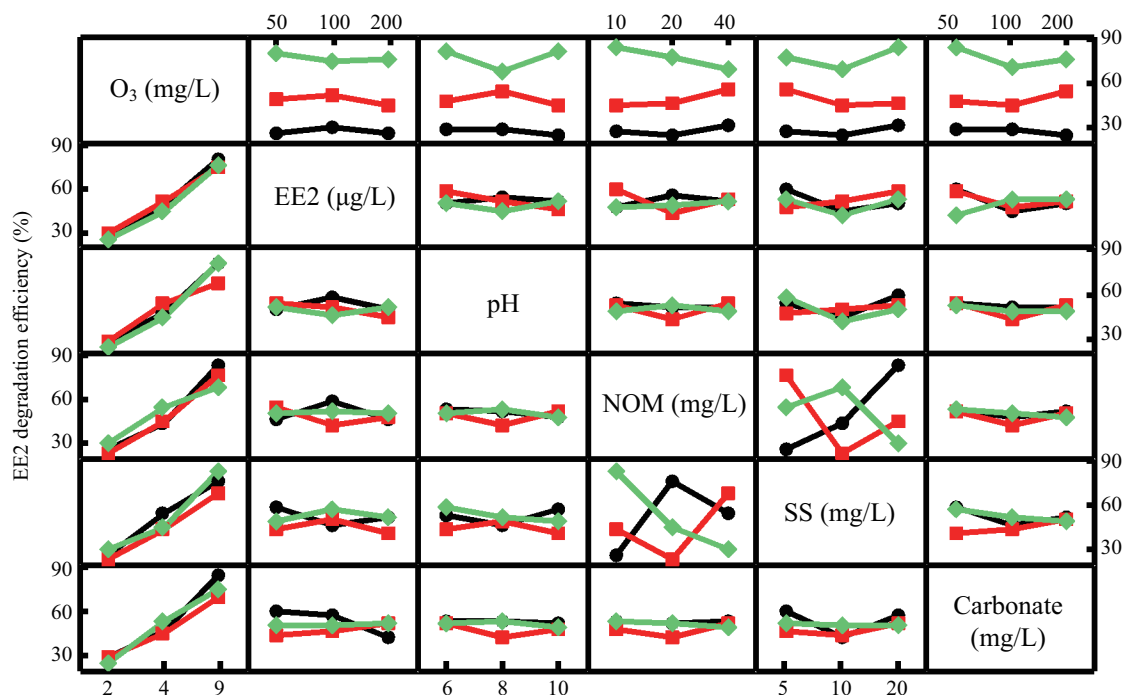 50 100 200 10 20 40 50 100 200
O₃ (mg/L)
90
60
30
90
60
30
EE2 (μg/L)
pH
90
60
30
90
60
30
NOM (mg/L)
SS (mg/L)
90
60
30
90
60
30
Carbonate
(mg/L)
2 4 9 6 8 10 5 10 20
EE2 degradation efficiency (%)